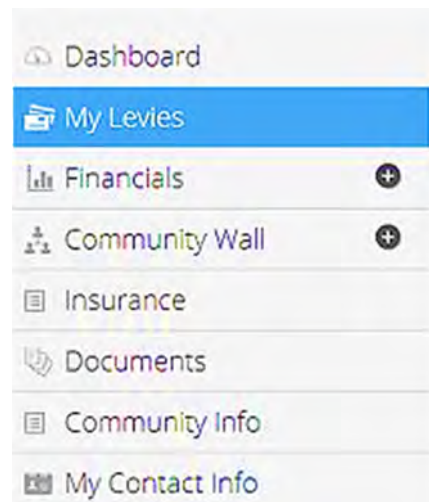 Dashboard
My Levies
Financials
Community Wall
Insurance
Documents
Community Info
My Contact Info